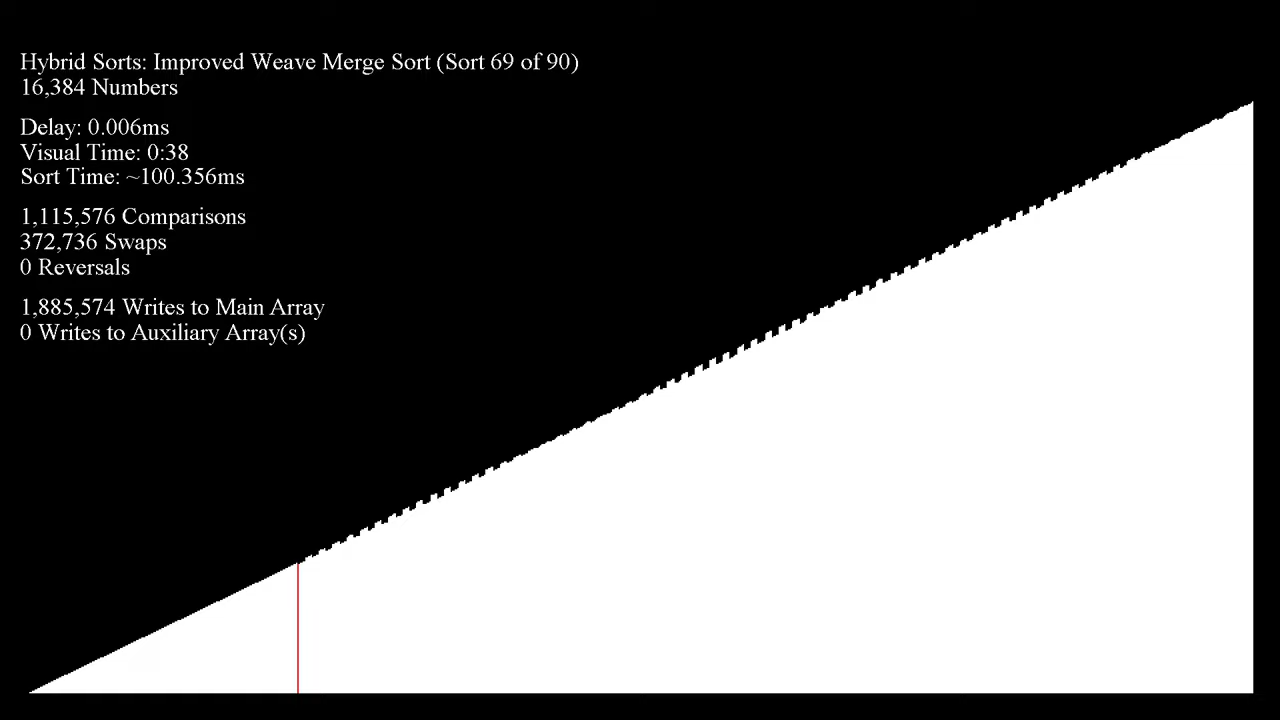 Hybrid Sorts: Improved Weave Merge Sort (Sort 69 of 90)
16,384 Numbers
Delay: 0.006ms
Visual Time: 0:38
Sort Time: ~100.356ms
1,115,576 Comparisons
372,736 Swaps
0 Reversals
1,885,574 Writes to Main Array
0 Writes to Auxiliary Array(s)